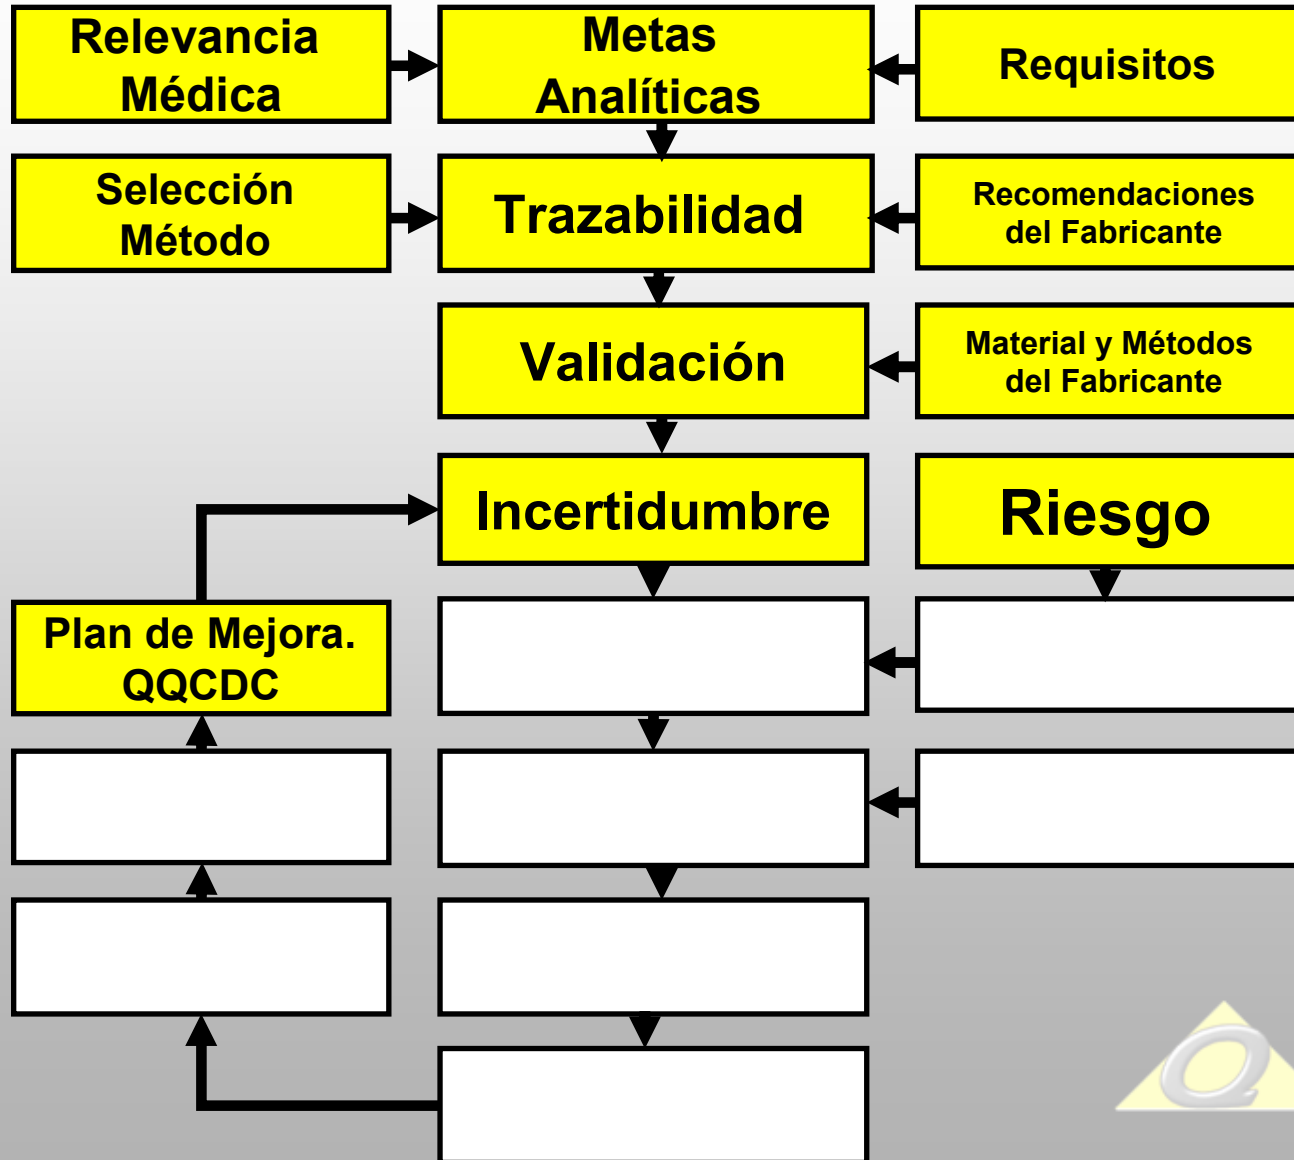 Relevancia
Médica
Metas
Analíticas
Requisitos
Selección
Método
Trazabilidad
Recomendaciones
del Fabricante
Validación
Material y Métodos
del Fabricante
Incertidumbre
Riesgo
Plan de Mejora.
QQCDC
Q